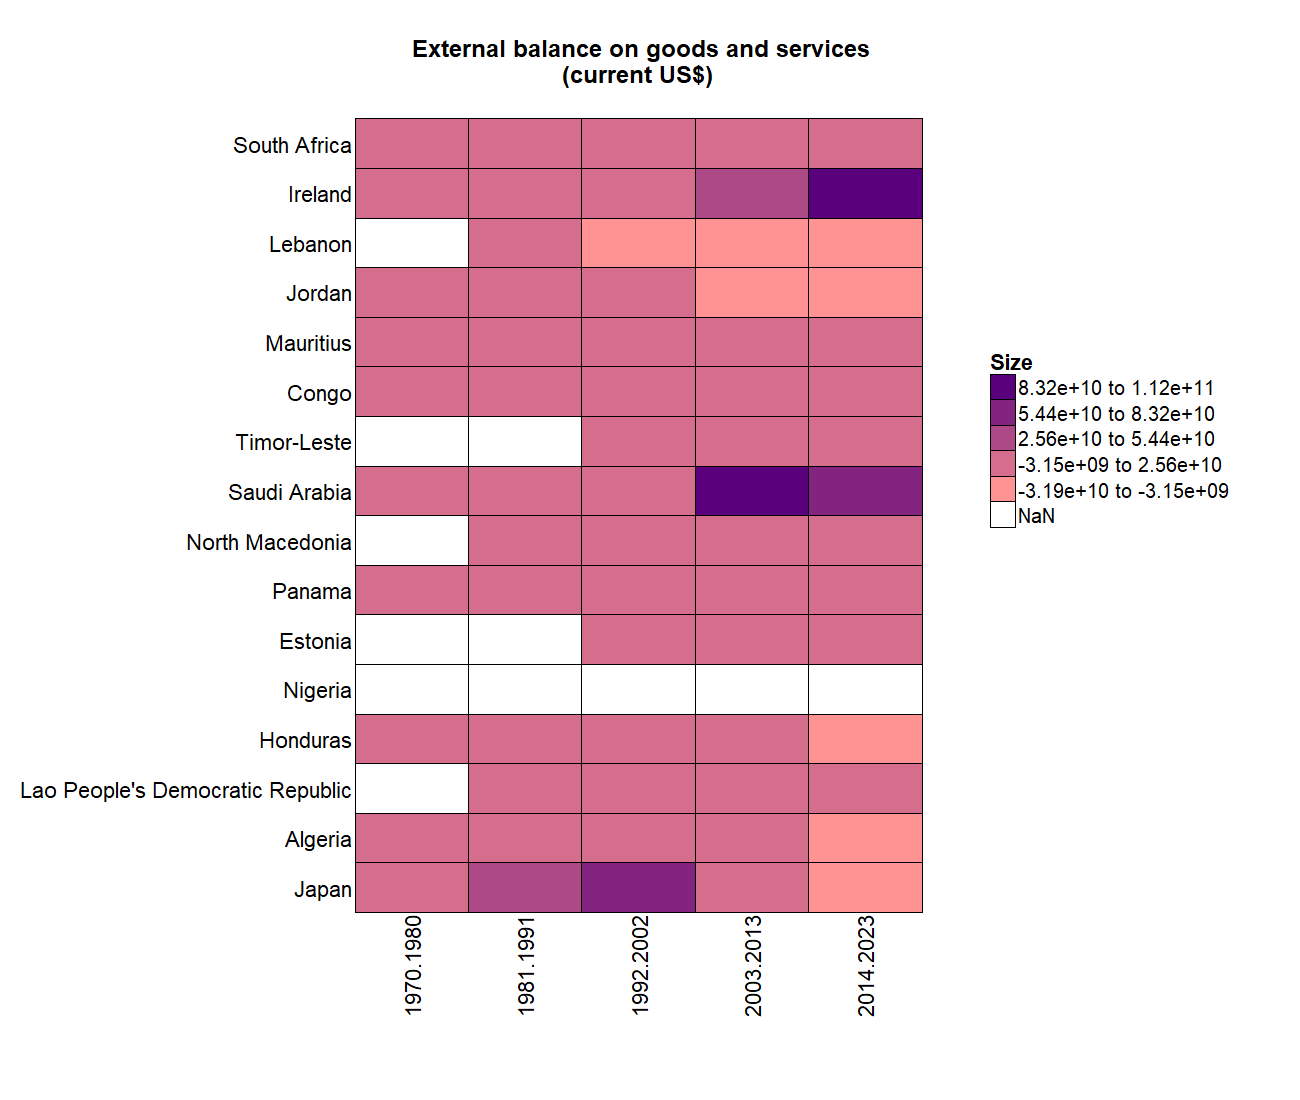 External balance on goods and services
(current US$)
South Africa
Ireland
Lebanon
Jordan
Mauritius
Congo
Timor-Leste
Saudi Arabia
North Macedonia
Panama
Estonia
Nigeria
Honduras
Lao People's Democratic Republic
Algeria
Japan
1970.1980
1981.1991
1992.2002
2003.2013
2014.2023
Size
8.32e+10 to 1.12e+11
5.44e+10 to 8.32e+10
2.56e+10 to 5.44e+10
-3.15e+09 to 2.56e+10
-3.19e+10 to -3.15e+09
NaN